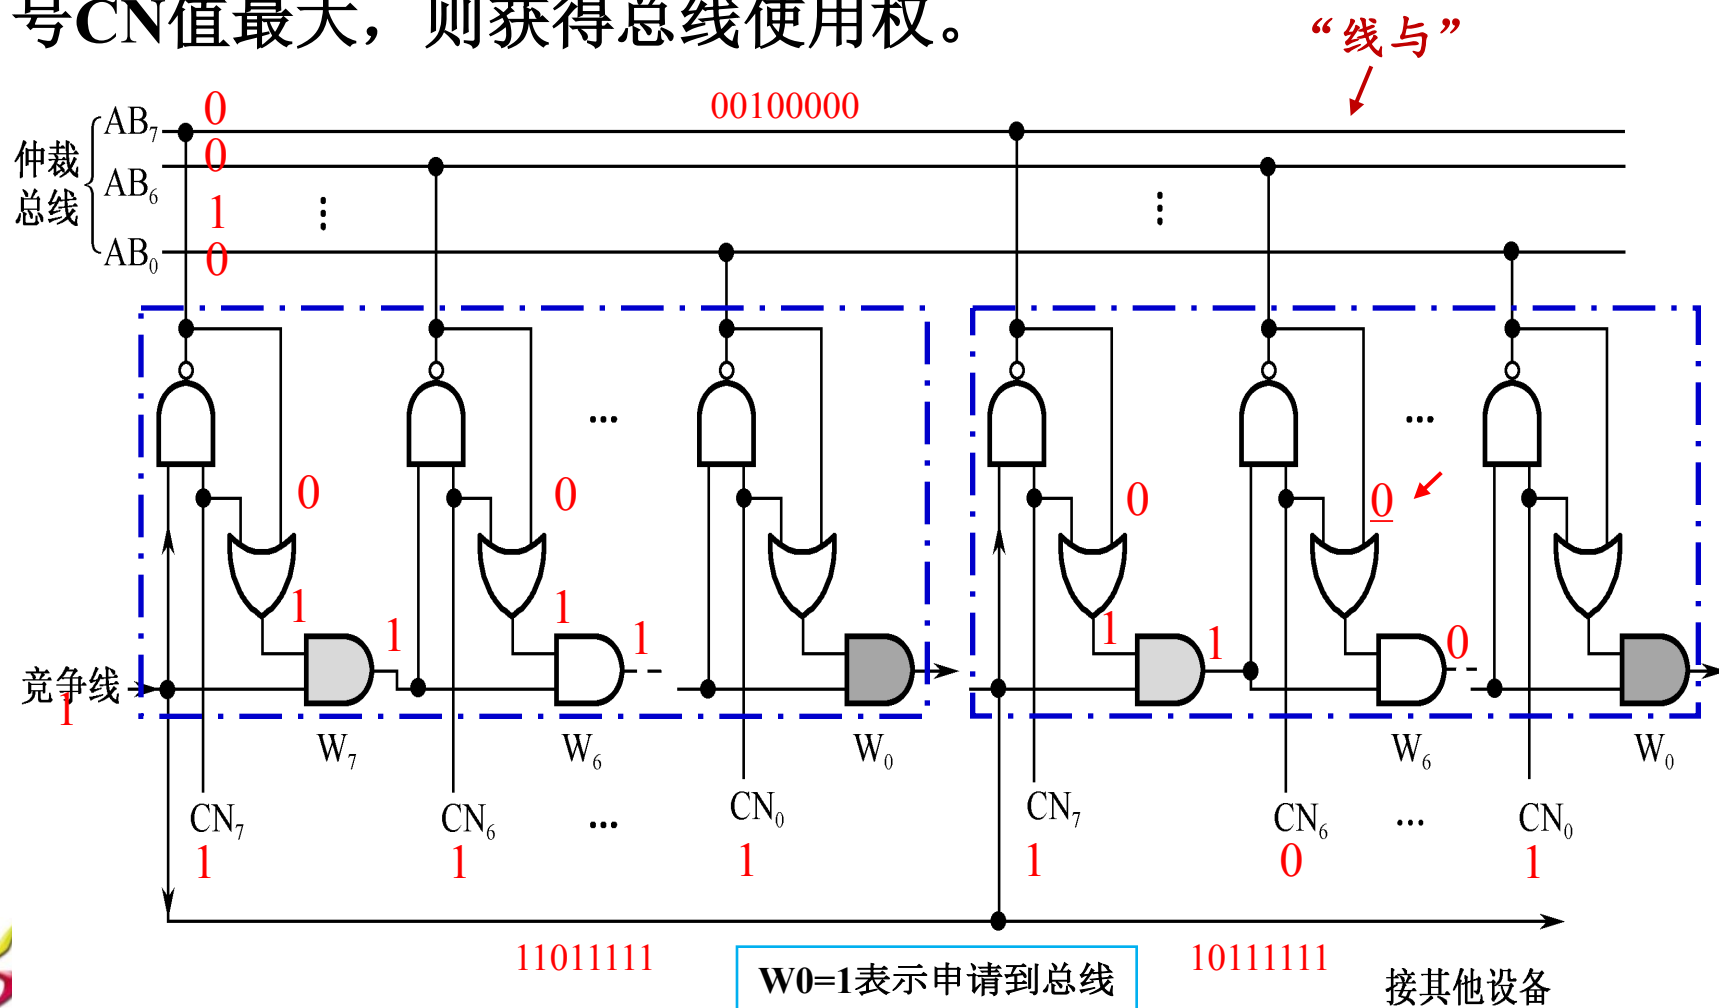 号CN值最大，则获得总线使用权。
“线与”
AB7 0 00100000
仲裁总线
AB6 0
1
AB0 0
...
0 0 0 0
1 1 1 1 1 1 0
竞争线
1
W7 W6 W0 W6 W0
CN7 CN6 ... CN0 CN7 CN6 ... CN0
1 1 1 1 0 1
11011111 10111111
W0=1表示申请到总线
接其他设备